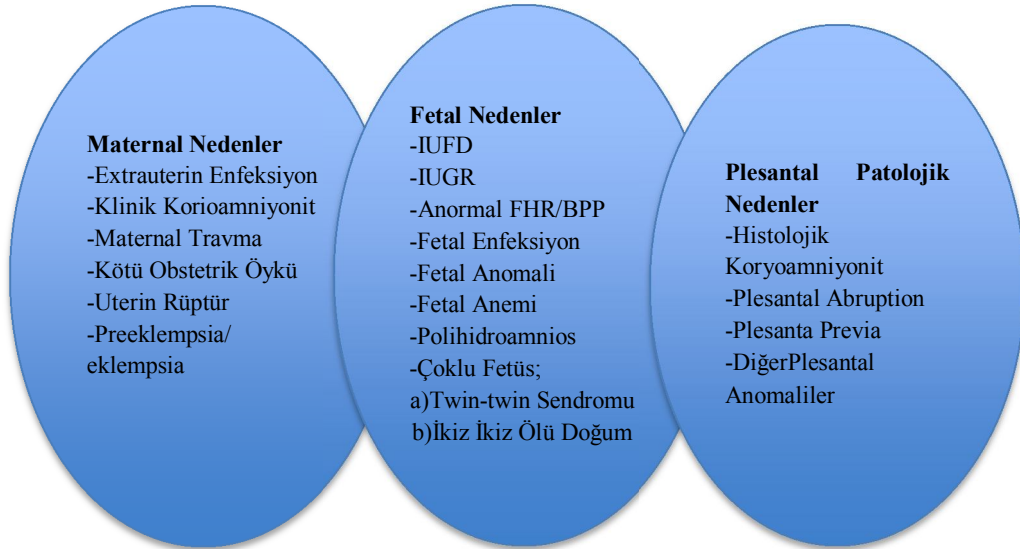 Maternal Nedenler
-Extrauterin Enfeksiyon
-Klinik Korioamniyonit
-Maternal Travma
-Kötü Obstetrik Öykü
-Uterin Rüptür
-Preeklempsia/
eklempsia
Fetal Nedenler
-IUFD
-IUGR
-Anormal FHR/BPP
-Fetal Enfeksiyon
-Fetal Anomali
-Fetal Anemi
-Polihidroamnios
-Çoklu Fetüs;
a)Twin-twin Sendromu
b)İkiz İkiz Ölü Doğum
Plesantal Patolojik
Nedenler
-Histolojik
Koryoamniyonit
-Plesantal Abruption
-Plesanta Previa
-DiğerPlesantal
Anomaliler